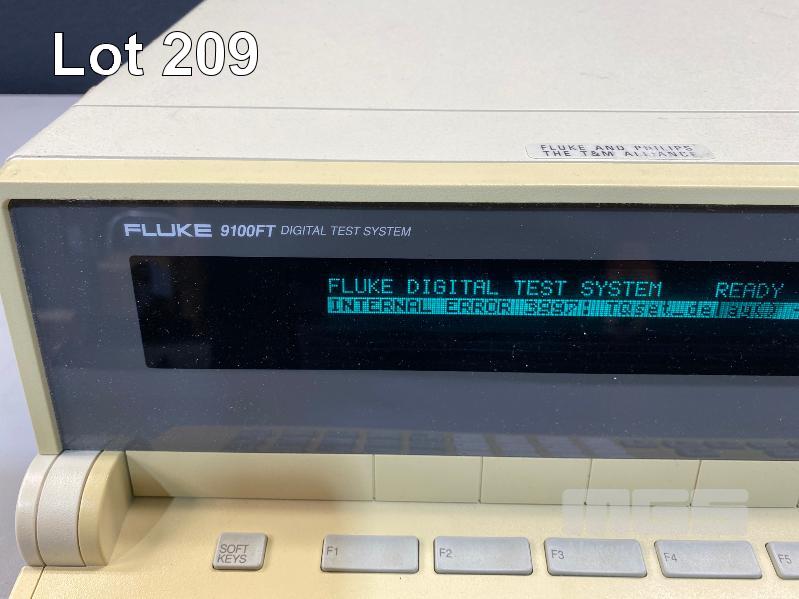 Lot 209
FLUKE AND PHILIPS
THE T&M ALLIANCE
FLUKE 9100FT DIGITAL TEST SYSTEM
FLUKE DIGITAL TEST SYSTEM READY
INTERNAL ERROR 3997:
SOFT
KEYS
F1
F2
F3
F4
F5